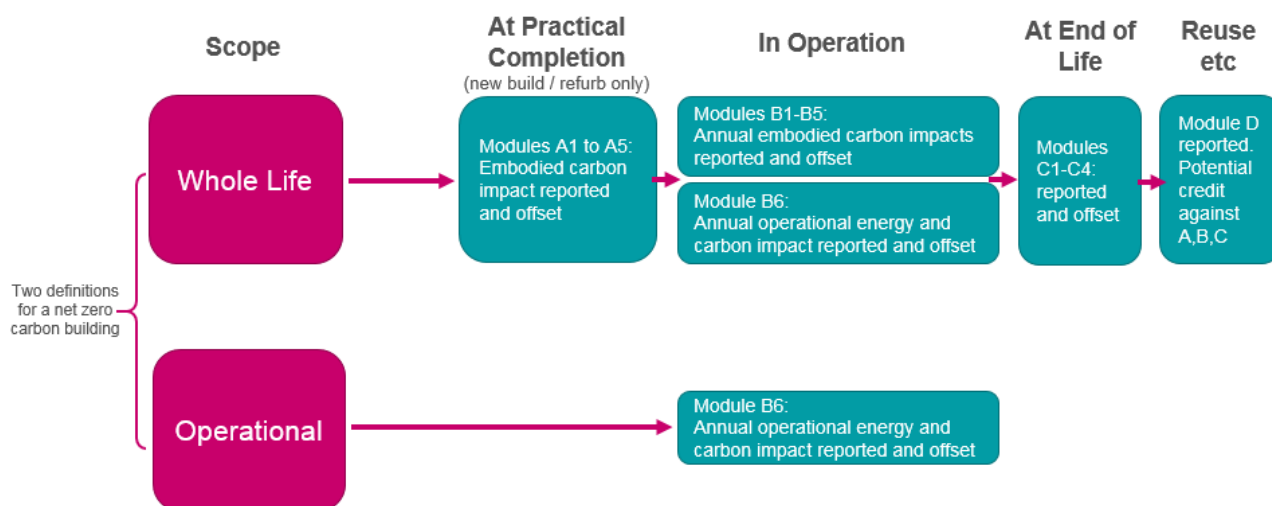 Scope
At Practical
Completion
(new build / refurb only)
In Operation
At End of
Life
Reuse
etc
Two definitions
for a net zero
carbon building
Whole Life
Modules A1 to A5:
Embodied carbon
impact reported
and offset
Modules B1-B5:
Annual embodied carbon impacts
reported and offset
Module B6:
Annual operational energy and
carbon impact reported and offset
Modules
C1-C4:
reported
and offset
Module D
reported.
Potential
credit
against
A,B,C
Operational
Module B6:
Annual operational energy and
carbon impact reported and offset